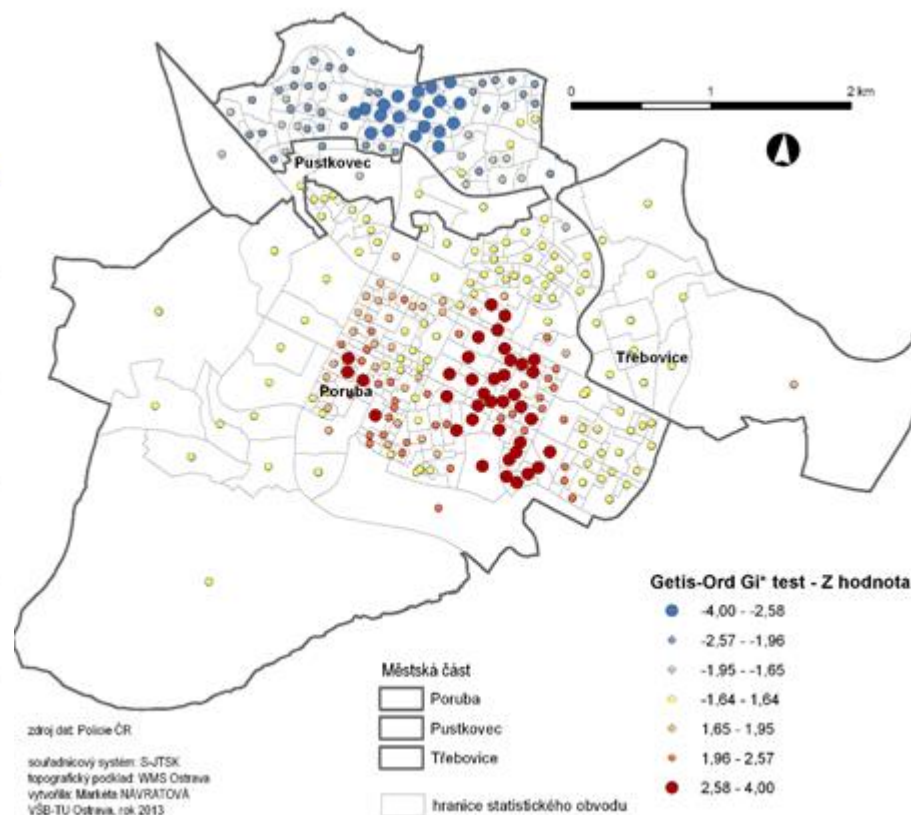 0 1 2 km
Pustkovec
Třebovice
Poruba
Getis-Ord Gi* test - Z hodnota
-4,00 - -2,58
-2,57 - -1,96
-1,95 - -1,65
-1,64 - 1,64
1,65 - 1,95
1,96 - 2,57
2,58 - 4,00
Městská část
Poruba
Pustkovec
Třebovice
hranice statistického obvodu
zdroj dat: Policie ČR
souřadnicový systém: S-JTSK
topografický podklad: WMS Ostrava
vytvořila: Markéta NAVRÁTOVÁ
VŠB-TU Ostrava, rok 2013